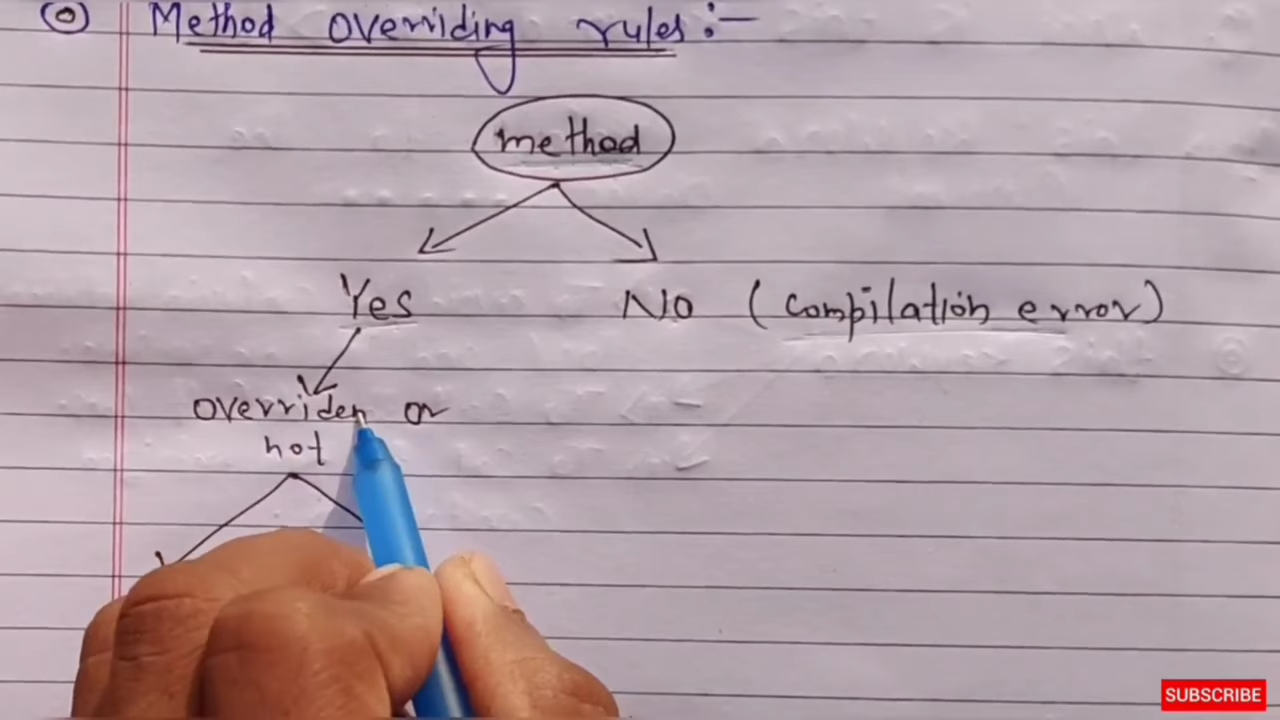 Method overriding rules :-
method
Yes No (compilation error)
overriden or
not
SUBSCRIBE